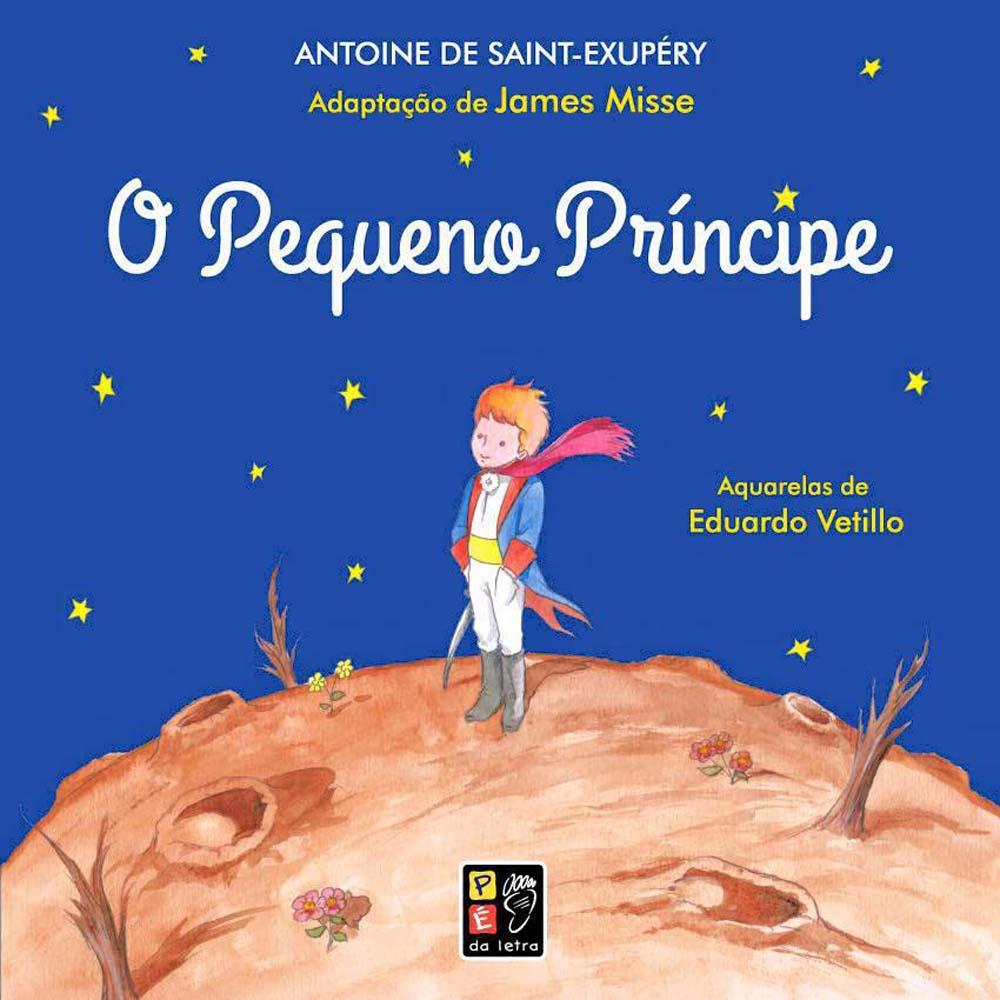 ANTOINE DE SAINT-EXUPÉRY
Adaptação de James Misse
O Pequeno Príncipe
Aquarelas de
Eduardo Vetillo
P
É
da letra